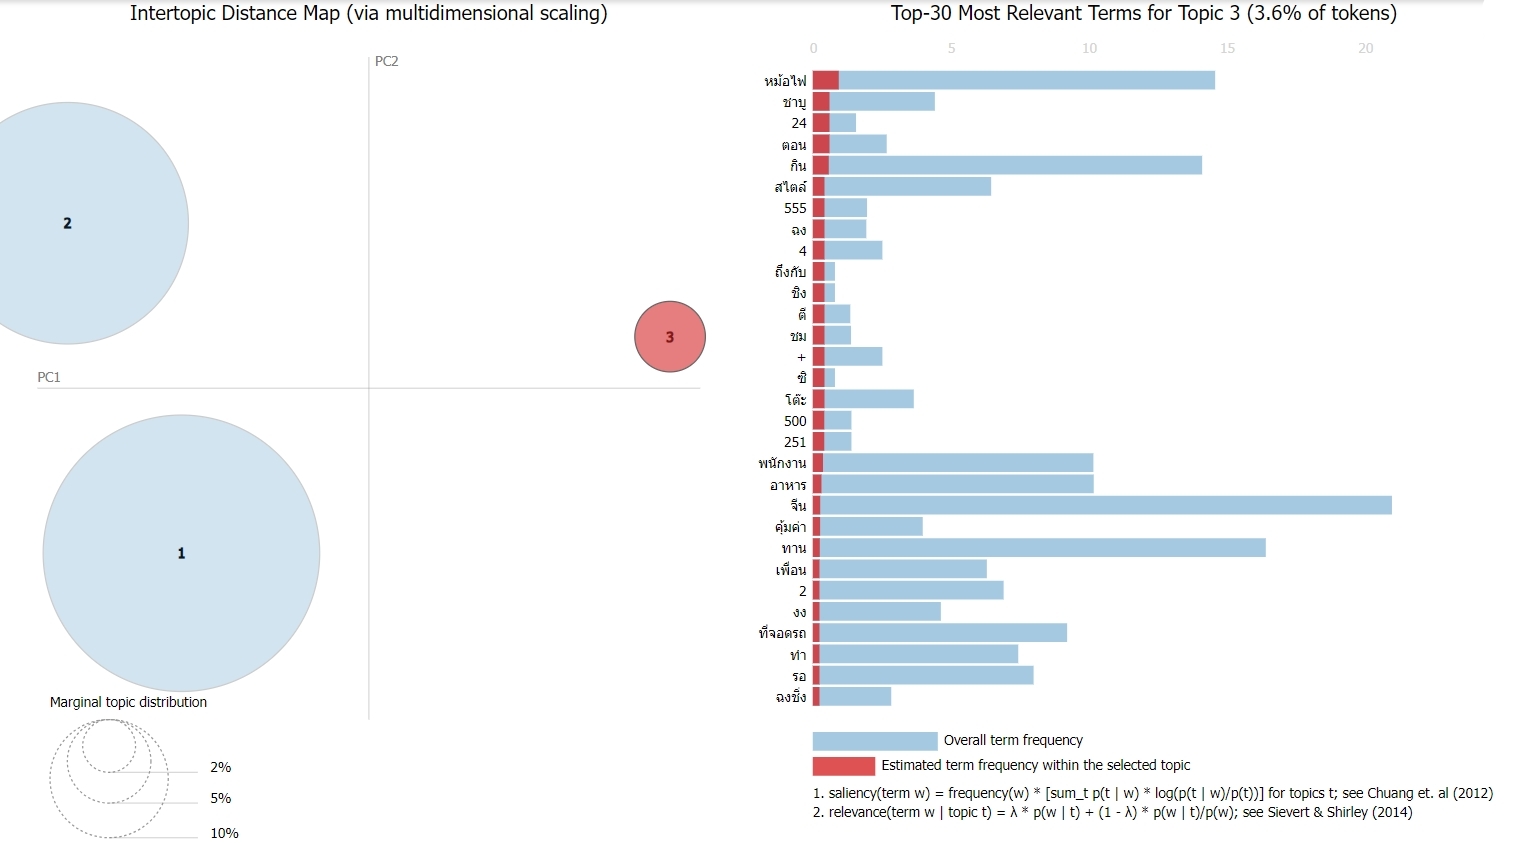 Intertopic Distance Map (via multidimensional scaling)
PC2
PC1
2
3
1
Marginal topic distribution
2%
5%
10%
Top-30 Most Relevant Terms for Topic 3 (3.6% of tokens)
0 5 10 15 20
หม้อไฟ
ชาบู
24
ตอน
กิน
สไตล์
555
ฉง
4
ถึงกับ
ชิง
ตี
ชม
+
ซิ
โต๊ะ
500
251
พนักงาน
อาหาร
จีน
คุ้มค่า
ทาน
เพื่อน
2
งง
ที่จอดรถ
ท่า
รอ
ฉงชิ่ง
Overall term frequency
Estimated term frequency within the selected topic
1. saliency(term w) = frequency(w) * [sum_t p(t | w) * log(p(t | w)/p(t))] for topics t; see Chuang et. al (2012)
2. relevance(term w | topic t) = λ * p(w | t) + (1 - λ) * p(w | t)/p(w); see Sievert & Shirley (2014)